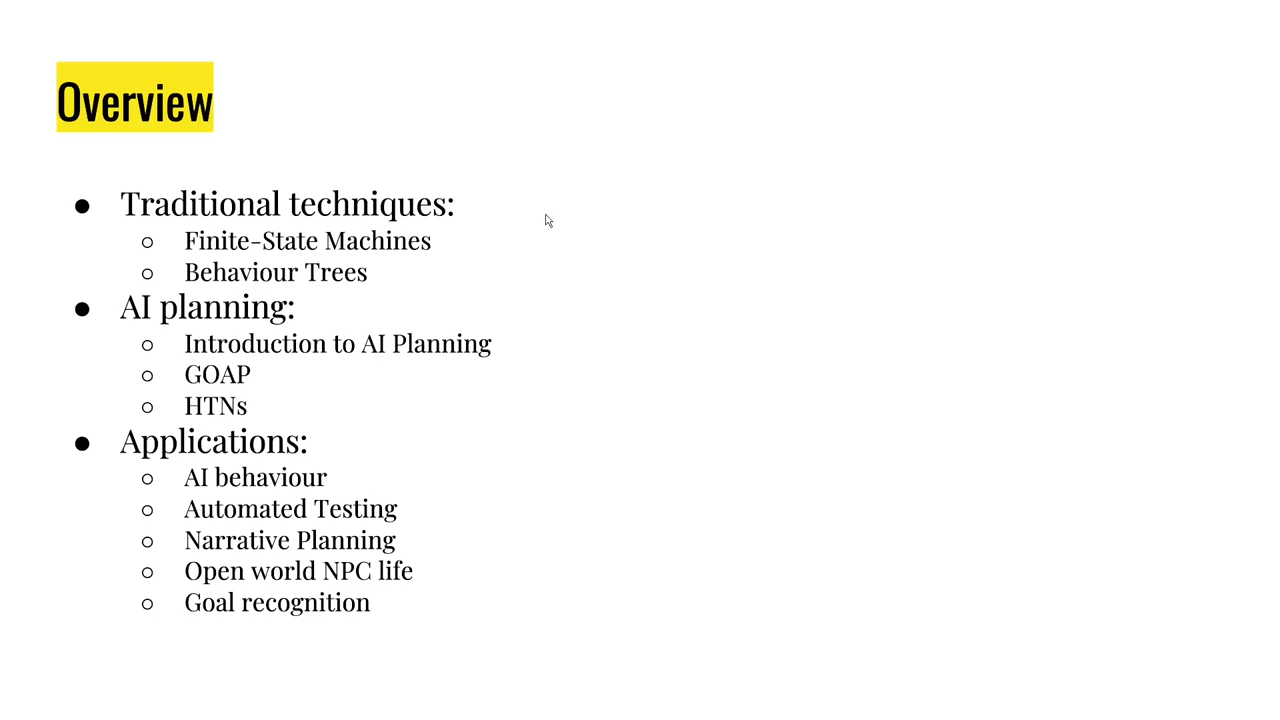 Overview
● Traditional techniques:
○ Finite-State Machines
○ Behaviour Trees
● AI planning:
○ Introduction to AI Planning
○ GOAP
○ HTNs
● Applications:
○ AI behaviour
○ Automated Testing
○ Narrative Planning
○ Open world NPC life
○ Goal recognition